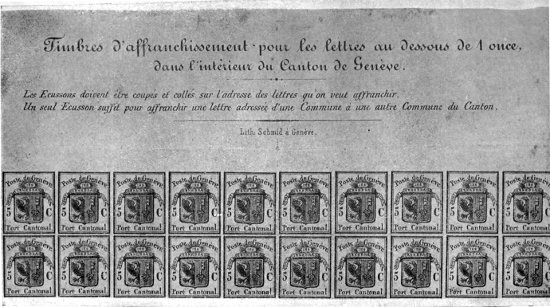 Timbres d'affranchissement pour les lettres au dessous de 1 once,
dans l'intérieur du Canton de Genève.
Les Ecussons doivent être coupés et collés sur l'adresse des lettres qu'on veut affranchir.
Un seul Ecusson suffit pour affranchir une lettre adressée d'une Commune à une autre Commune du Canton.
Lith. Schmid à Genève.
Poste de Genève Poste de Genève Poste de Genève Poste de Genève Poste de Genève Poste de Genève Poste de Genève Poste de Genève Poste de Genève Poste de Genève
5 C 5 C 5 C 5 C 5 C 5 C 5 C 5 C 5 C 5 C
Port Cantonal Port Cantonal Port Cantonal Port Cantonal Port Cantonal Port Cantonal Port Cantonal Port Cantonal Port Cantonal Port Cantonal
Poste de Genève Poste de Genève Poste de Genève Poste de Genève Poste de Genève Poste de Genève Poste de Genève Poste de Genève Poste de Genève Poste de Genève
5 C 5 C 5 C 5 C 5 C 5 C 5 C 5 C 5 C 5 C
Port Cantonal Port Cantonal Port Cantonal Port Cantonal Port Cantonal Port Cantonal Port Cantonal Port Cantonal Port Cantonal Port Cantonal